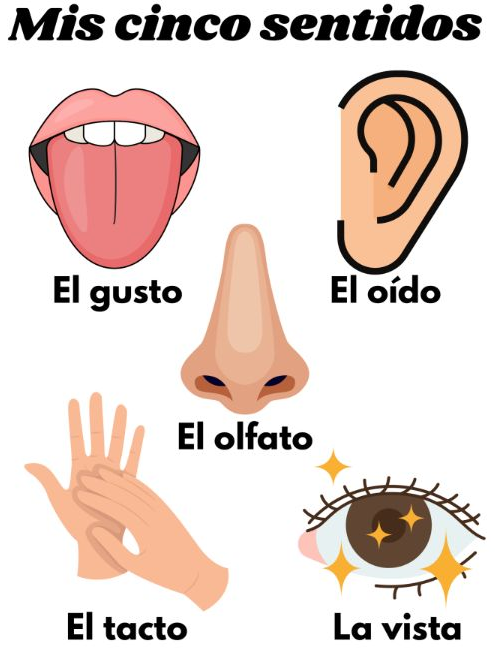 Mis cinco sentidos
El gusto
El oído
El olfato
El tacto
La vista